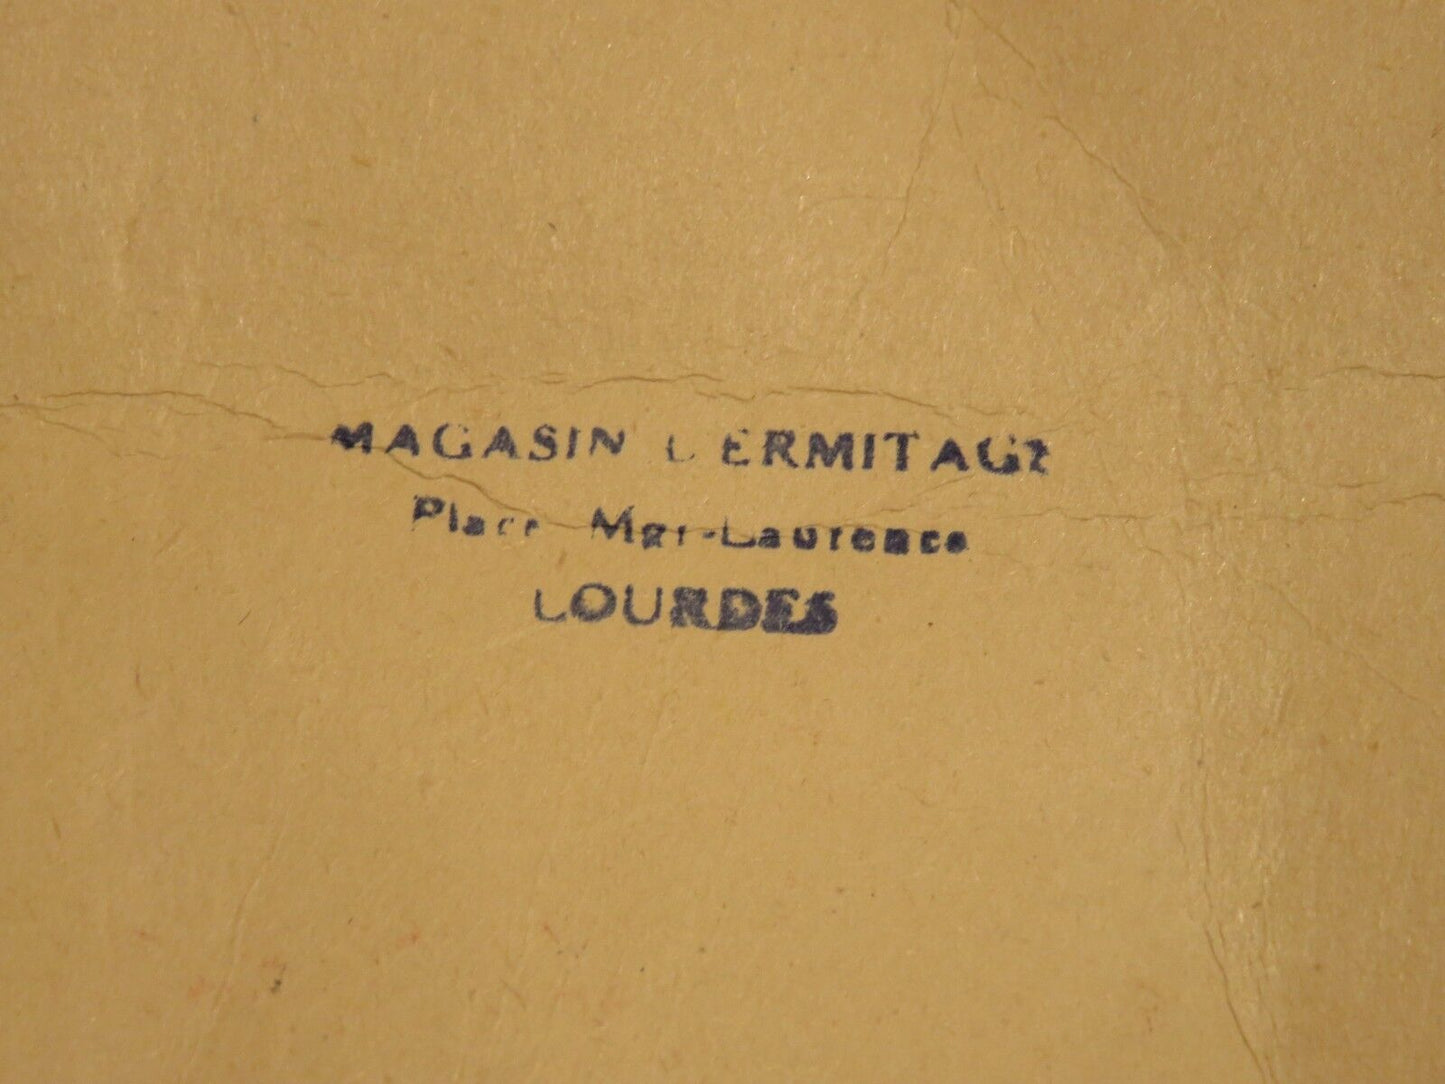 MAGASIN L'ERMITAGE
Place Mgr-Laurence
LOURDES